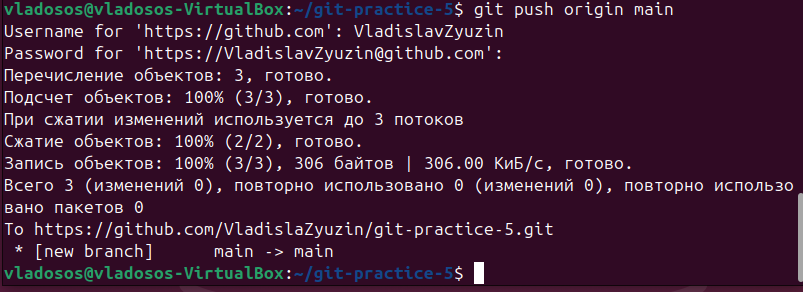 vladosos@vladosos-VirtualBox:~/git-practice-5$ git push origin main
Username for 'https://github.com': VladislavZyuzin
Password for 'https://VladislavZyuzin@github.com':
Перечисление объектов: 3, готово.
Подсчет объектов: 100% (3/3), готово.
При сжатии изменений используется до 3 потоков
Сжатие объектов: 100% (2/2), готово.
Запись объектов: 100% (3/3), 306 байтов | 306.00 КиБ/с, готово.
Всего 3 (изменений 0), повторно использовано 0 (изменений 0), повторно использо
вано пакетов 0
To https://github.com/VladislaZyuzin/git-practice-5.git
 * [new branch]      main -> main
vladosos@vladosos-VirtualBox:~/git-practice-5$